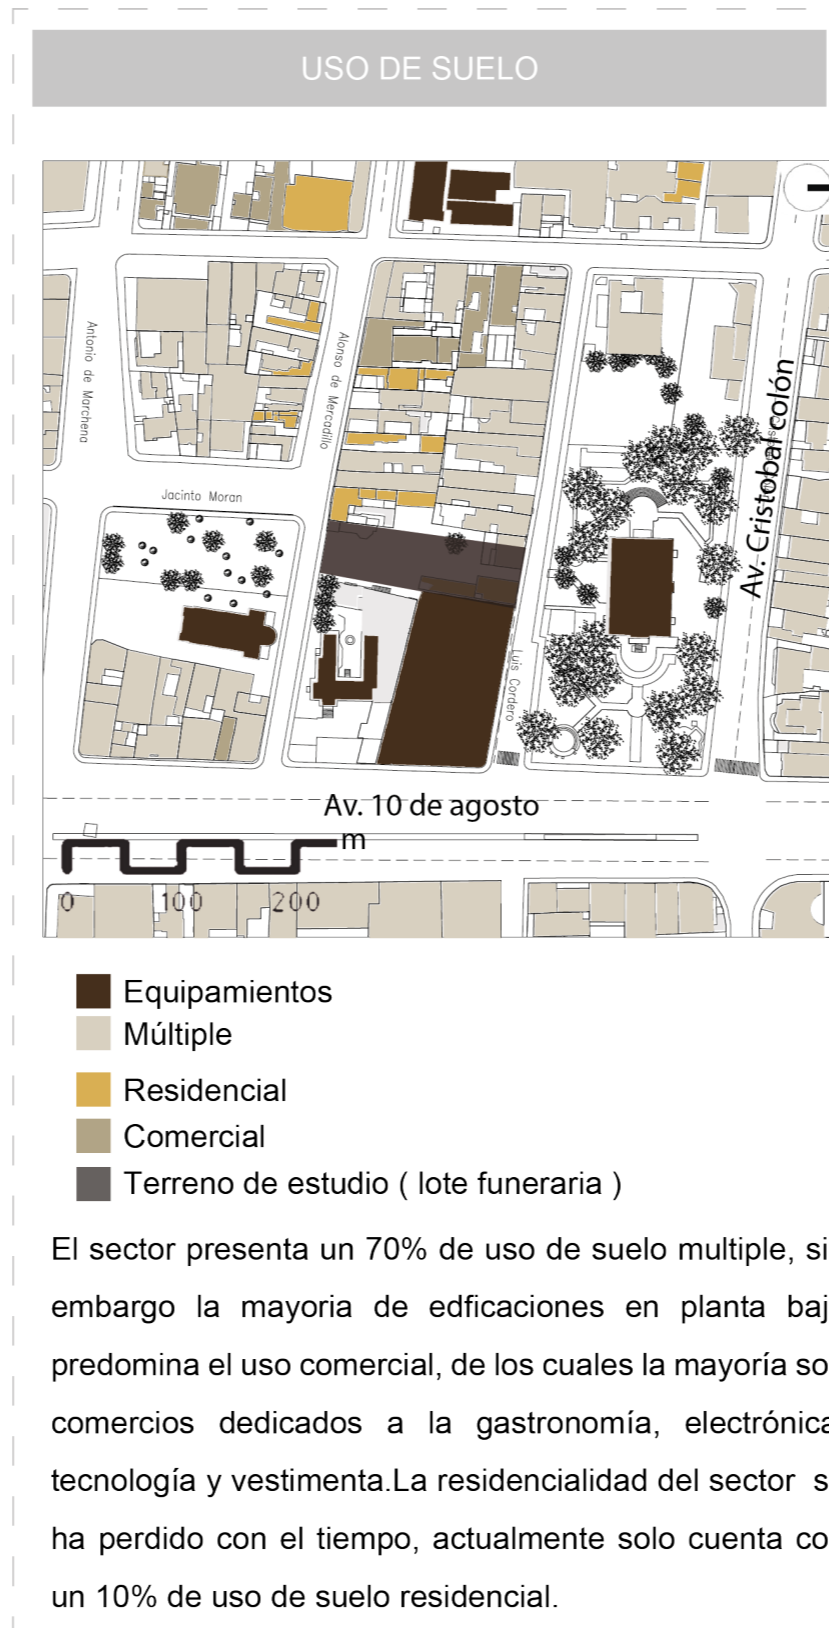 USO DE SUELO
Antonio de Marchena
Alonso de Mercadillo
Av. Cristobal colón
Jacinto Moran
Luis Cordero
Av. 10 de agosto
m
0 100 200
Equipamientos
Múltiple
Residencial
Comercial
Terreno de estudio ( lote funeraria )
El sector presenta un 70% de uso de suelo multiple, si
embargo la mayoria de edficaciones en planta baj
predomina el uso comercial, de los cuales la mayoría so
comercios dedicados a la gastronomía, electrónica
tecnología y vestimenta.La residencialidad del sector s
ha perdido con el tiempo, actualmente solo cuenta co
un 10% de uso de suelo residencial.